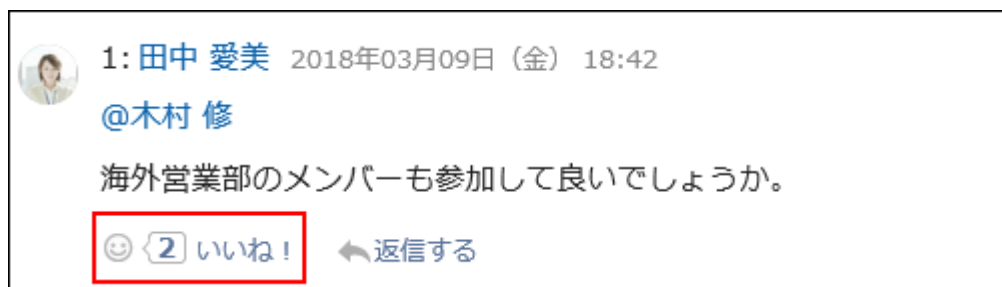 1: 田中 愛美 2018年03月09日（金） 18:42
@木村 修
海外営業部のメンバーも参加して良いでしょうか。
2 いいね！ 返信する